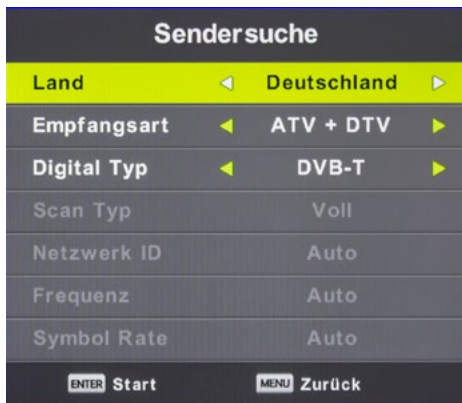 Sendersuche
Land Deutschland
Empfangsart ATV + DTV
Digital Typ DVB-T
Scan Typ Voll
Netzwerk ID Auto
Frequenz Auto
Symbol Rate Auto
ENTER Start MENU Zurück